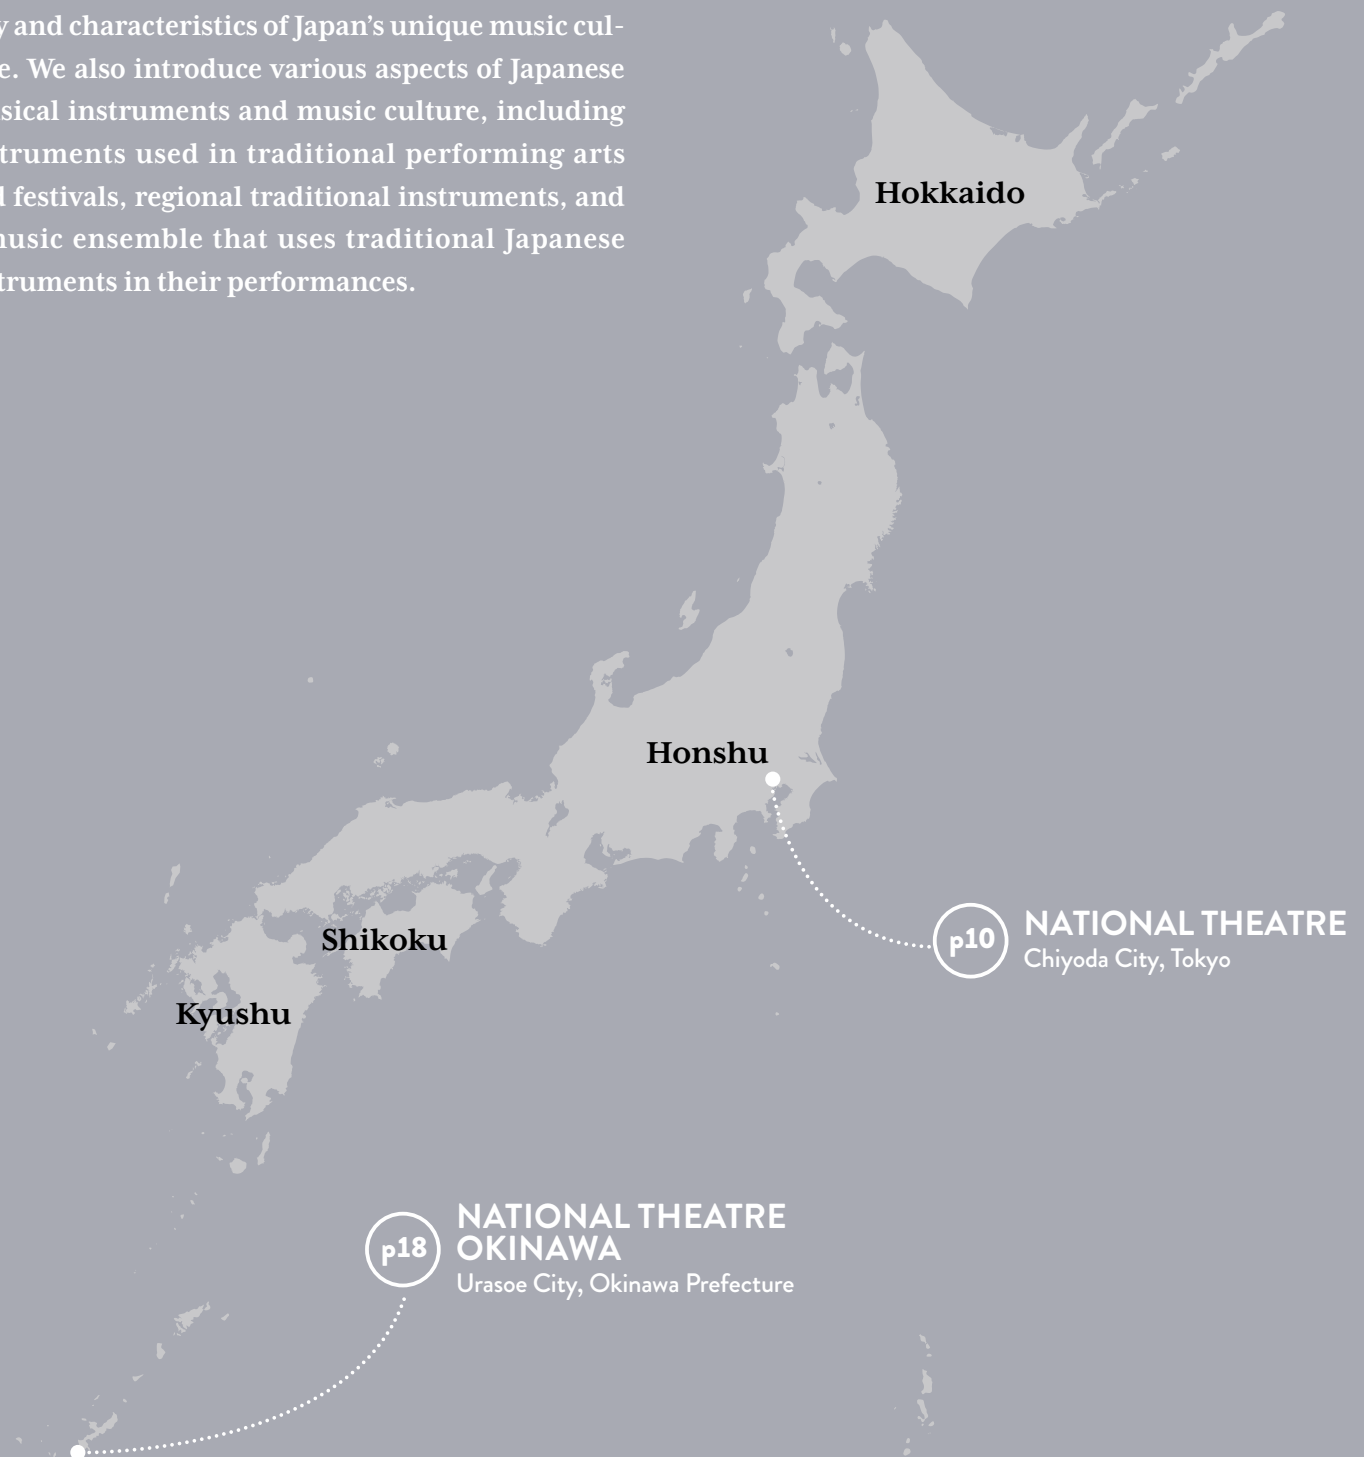 y and characteristics of Japan’s unique music cul-
e. We also introduce various aspects of Japanese
sical instruments and music culture, including
truments used in traditional performing arts
l festivals, regional traditional instruments, and
music ensemble that uses traditional Japanese
truments in their performances.
Hokkaido
Honshu
Shikoku
Kyushu
p10
NATIONAL THEATRE
Chiyoda City, Tokyo
p18
NATIONAL THEATRE
OKINAWA
Urasoe City, Okinawa Prefecture